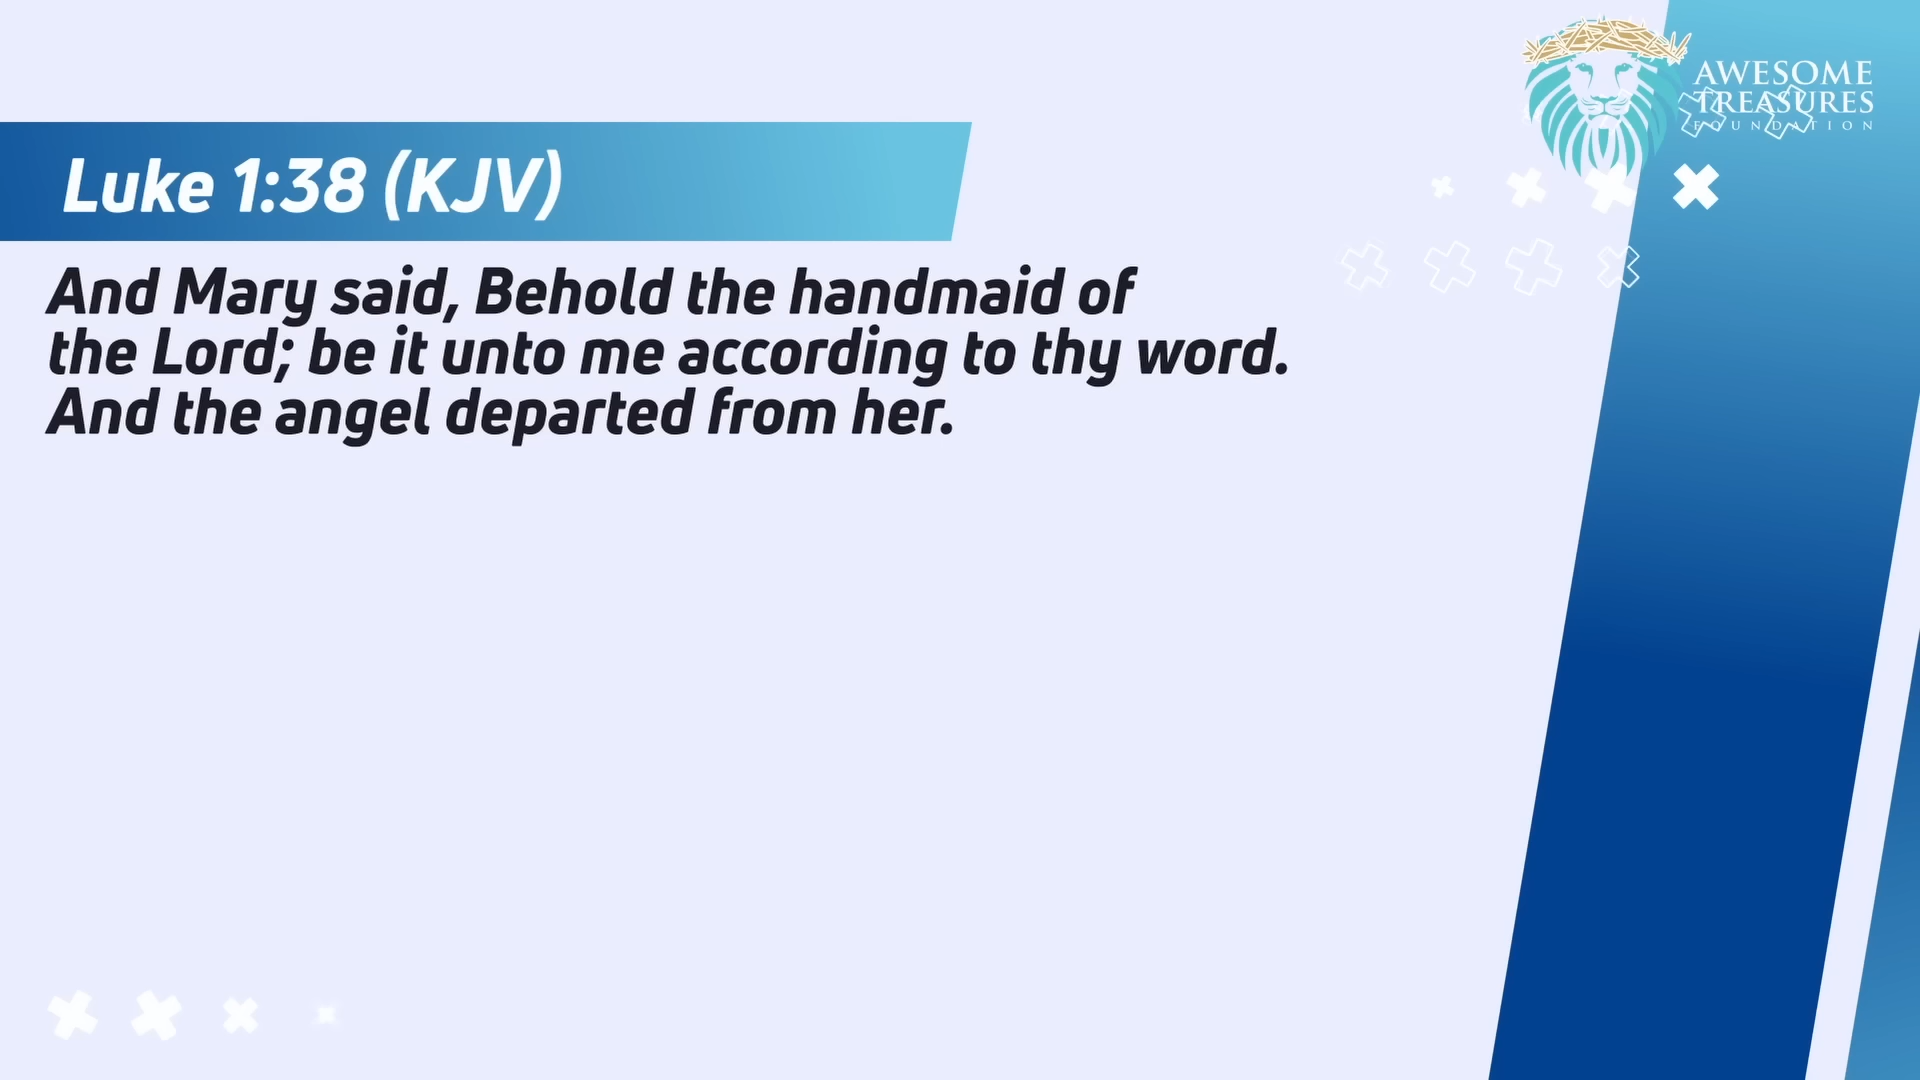 AWESOME
TREASURES
FOUNDATION
Luke 1:38 (KJV)
And Mary said, Behold the handmaid of
the Lord; be it unto me according to thy word.
And the angel departed from her.